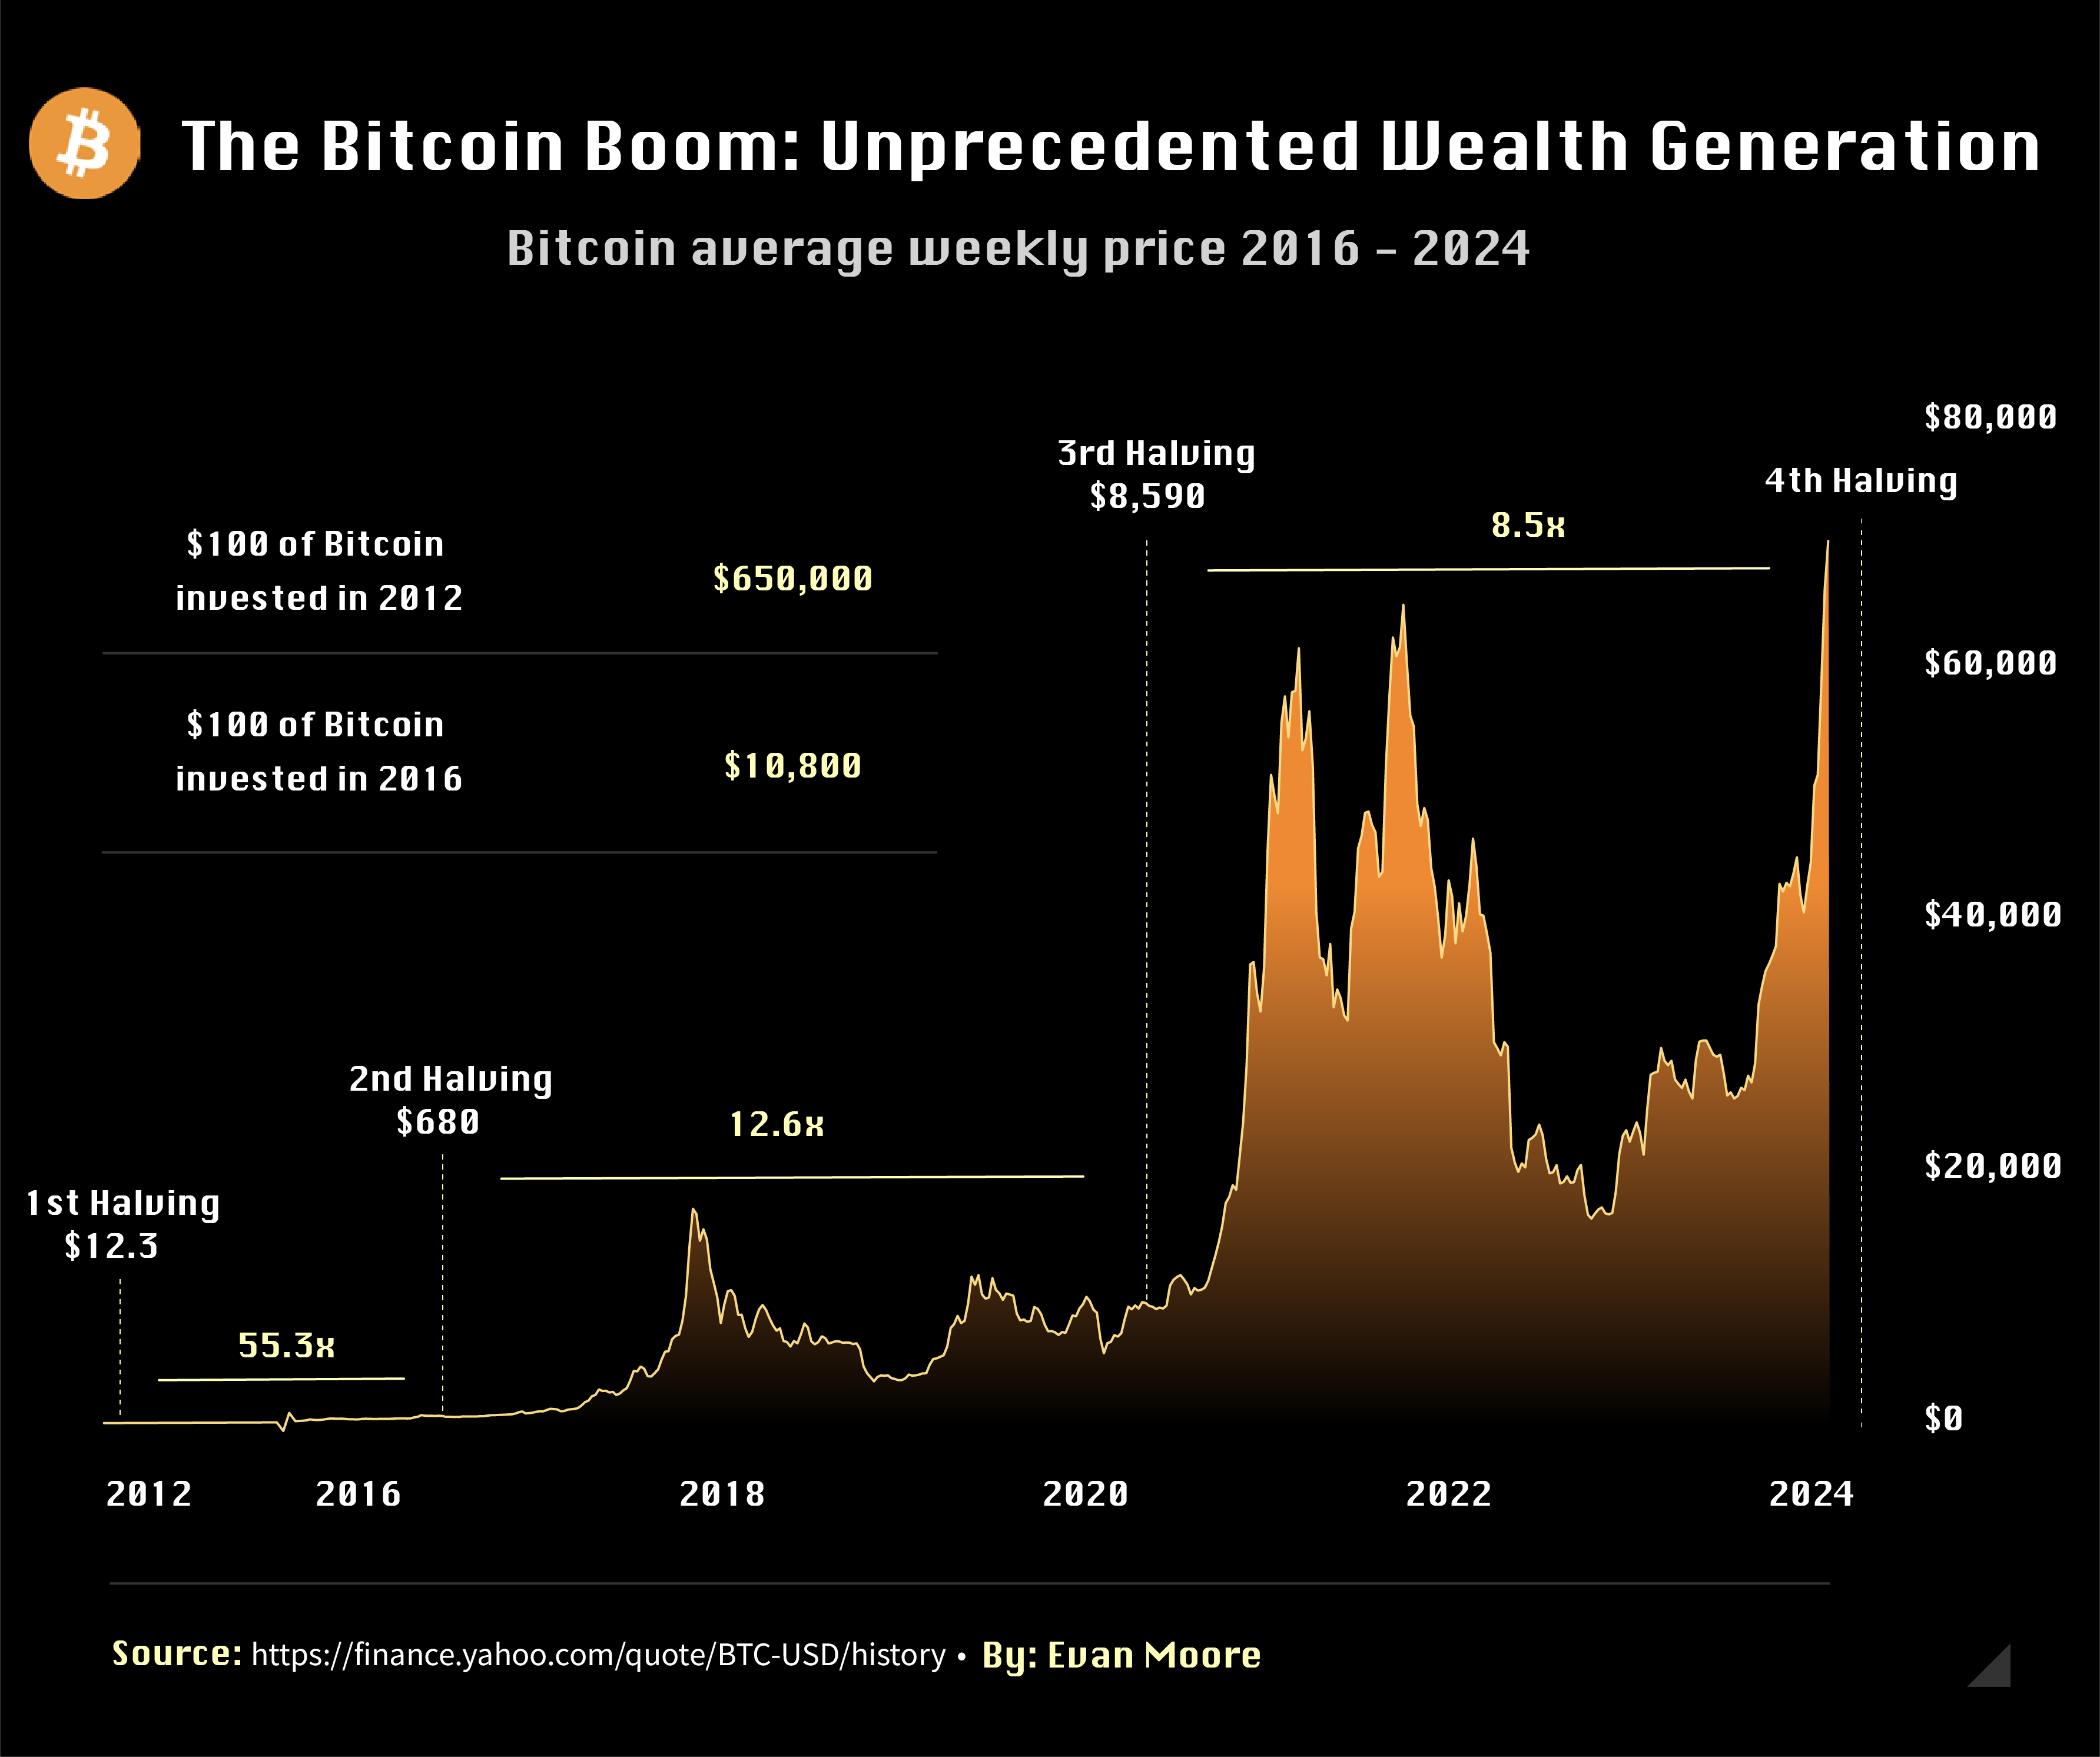 The Bitcoin Boom: Unprecedented Wealth Generation
Bitcoin average weekly price 2016 – 2024
$80,000
3rd Halving
$8,590
4th Halving
8.5x
$100 of Bitcoin
invested in 2012
$650,000
$60,000
$100 of Bitcoin
invested in 2016
$10,800
$40,000
2nd Halving
$680
12.6x
$20,000
1st Halving
$12.3
55.3x
$0
2012
2016
2018
2020
2022
2024
Source: https://finance.yahoo.com/quote/BTC-USD/history • By: Evan Moore